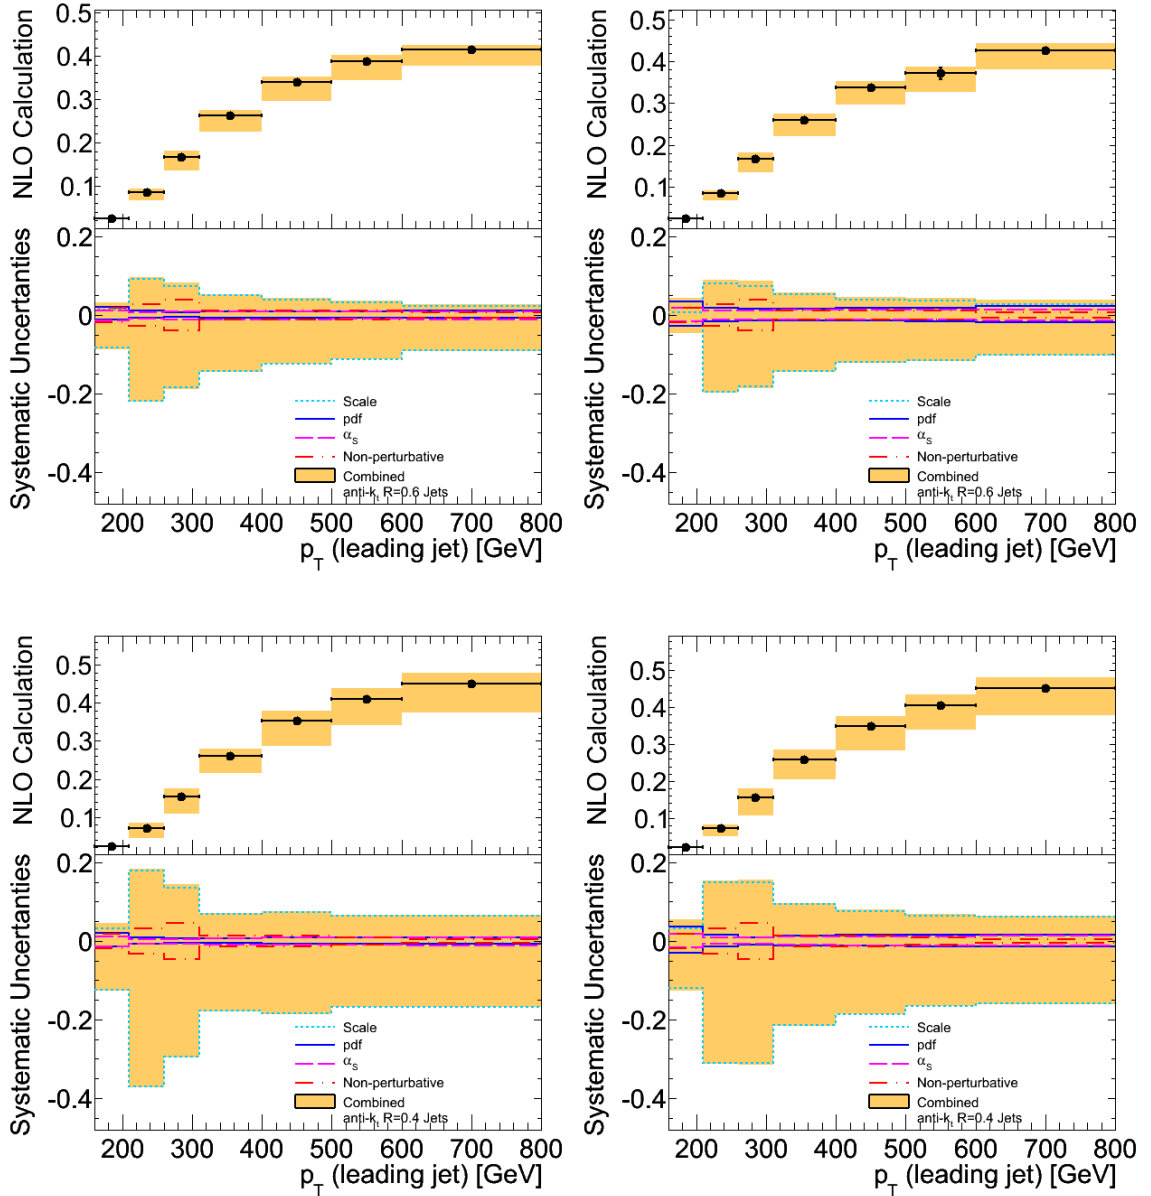 NLO Calculation
0.5
0.4
0.3
0.2
0.1
Systematic Uncertanties
0.2
0
-0.2
-0.4
Scale
pdf
αS
Non-perturbative
Combined
anti-kt R=0.6 Jets
200 300 400 500 600 700 800
pT (leading jet) [GeV]
NLO Calculation
0.5
0.4
0.3
0.2
0.1
Systematic Uncertanties
0.2
0
-0.2
-0.4
Scale
pdf
αS
Non-perturbative
Combined
anti-kt R=0.6 Jets
200 300 400 500 600 700 800
pT (leading jet) [GeV]
NLO Calculation
0.5
0.4
0.3
0.2
0.1
Systematic Uncertanties
0.2
0
-0.2
-0.4
Scale
pdf
αS
Non-perturbative
Combined
anti-kt R=0.4 Jets
200 300 400 500 600 700 800
pT (leading jet) [GeV]
NLO Calculation
0.5
0.4
0.3
0.2
0.1
Systematic Uncertanties
0.2
0
-0.2
-0.4
Scale
pdf
αS
Non-perturbative
Combined
anti-kt R=0.4 Jets
200 300 400 500 600 700 800
pT (leading jet) [GeV]